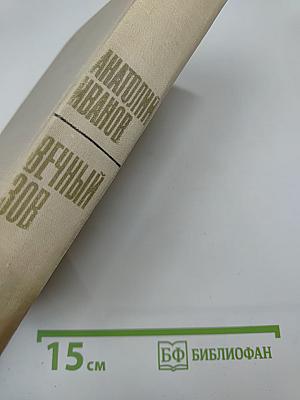 АНАТОЛИЙ
ИВАНОВ
ВЕЧНЫЙ
ЗОВ
15 см
БФ БИБЛИОФАН